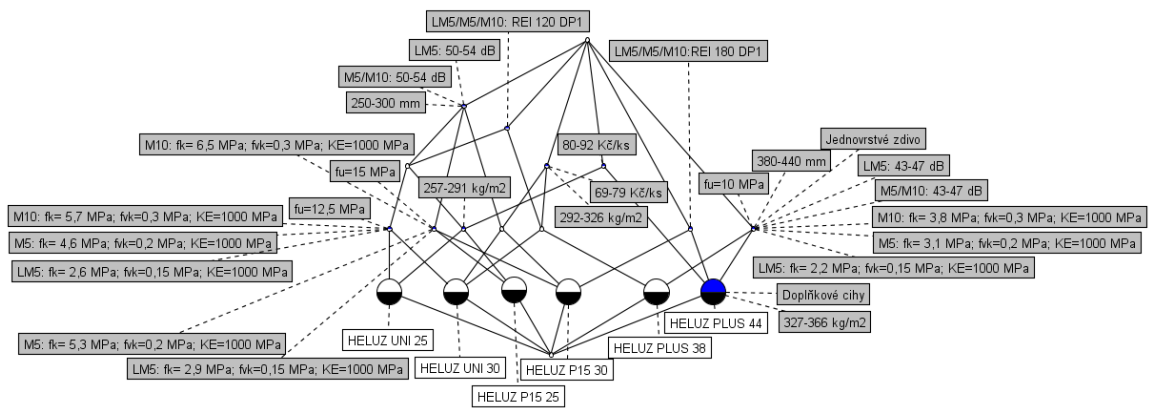 LM5/M5/M10: REI 120 DP1
LM5: 50-54 dB
LM5/M5/M10:REI 180 DP1
M5/M10: 50-54 dB
250-300 mm
M10: fk= 6,5 MPa; fvk=0,3 MPa; KE=1000 MPa
80-92 Kč/ks
Jednovrstvé zdivo
380-440 mm
fu=15 MPa
LM5: 43-47 dB
257-291 kg/m2
69-79 Kč/ks
fu=10 MPa
M5/M10: 43-47 dB
fu=12,5 MPa
292-326 kg/m2
M10: fk= 5,7 MPa; fvk=0,3 MPa; KE=1000 MPa
M10: fk= 3,8 MPa; fvk=0,3 MPa; KE=1000 MPa
M5: fk= 4,6 MPa; fvk=0,2 MPa; KE=1000 MPa
M5: fk= 3,1 MPa; fvk=0,2 MPa; KE=1000 MPa
LM5: fk= 2,6 MPa; fvk=0,15 MPa; KE=1000 MPa
LM5: fk= 2,2 MPa; fvk=0,15 MPa; KE=1000 MPa
Doplňkové cihy
327-366 kg/m2
HELUZ PLUS 44
HELUZ UNI 25
M5: fk= 5,3 MPa; fvk=0,2 MPa; KE=1000 MPa
HELUZ PLUS 38
LM5: fk= 2,9 MPa; fvk=0,15 MPa; KE=1000 MPa
HELUZ UNI 30
HELUZ P15 30
HELUZ P15 25